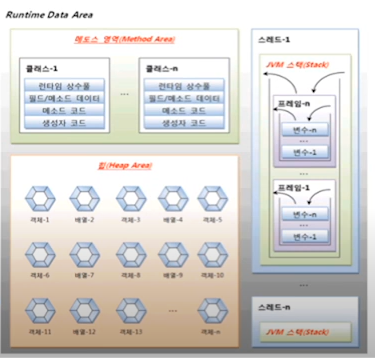 Runtime Data Area
메소드 영역(Method Area)
클래스-1
런타임 상수풀
필드/메소드 데이터
메소드 코드
생성자 코드
...
클래스-n
런타임 상수풀
필드/메소드 데이터
메소드 코드
생성자 코드
힙(Heap Area)
객체-1 배열-2 객체-3 배열-4 객체-5
객체-6 배열-7 객체-8 배열-9 객체-10
객체-11 배열-12 객체-13 ... 객체-n
스레드-1
JVM 스택(Stack)
프레임-n
변수-n
...
변수-1
...
프레임-1
변수-n
...
변수-1
...
스레드-n
JVM 스택(Stack)